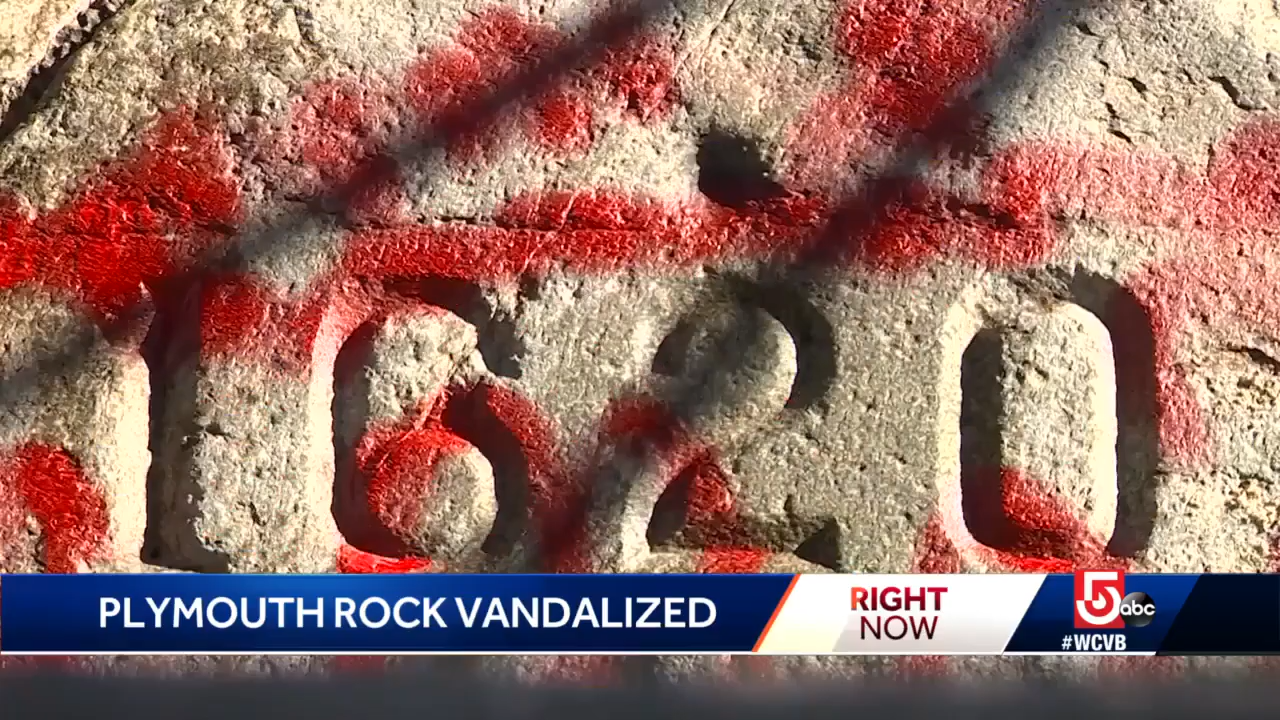 1620
PLYMOUTH ROCK VANDALIZED
RIGHT
NOW
5
abc
#WCVB